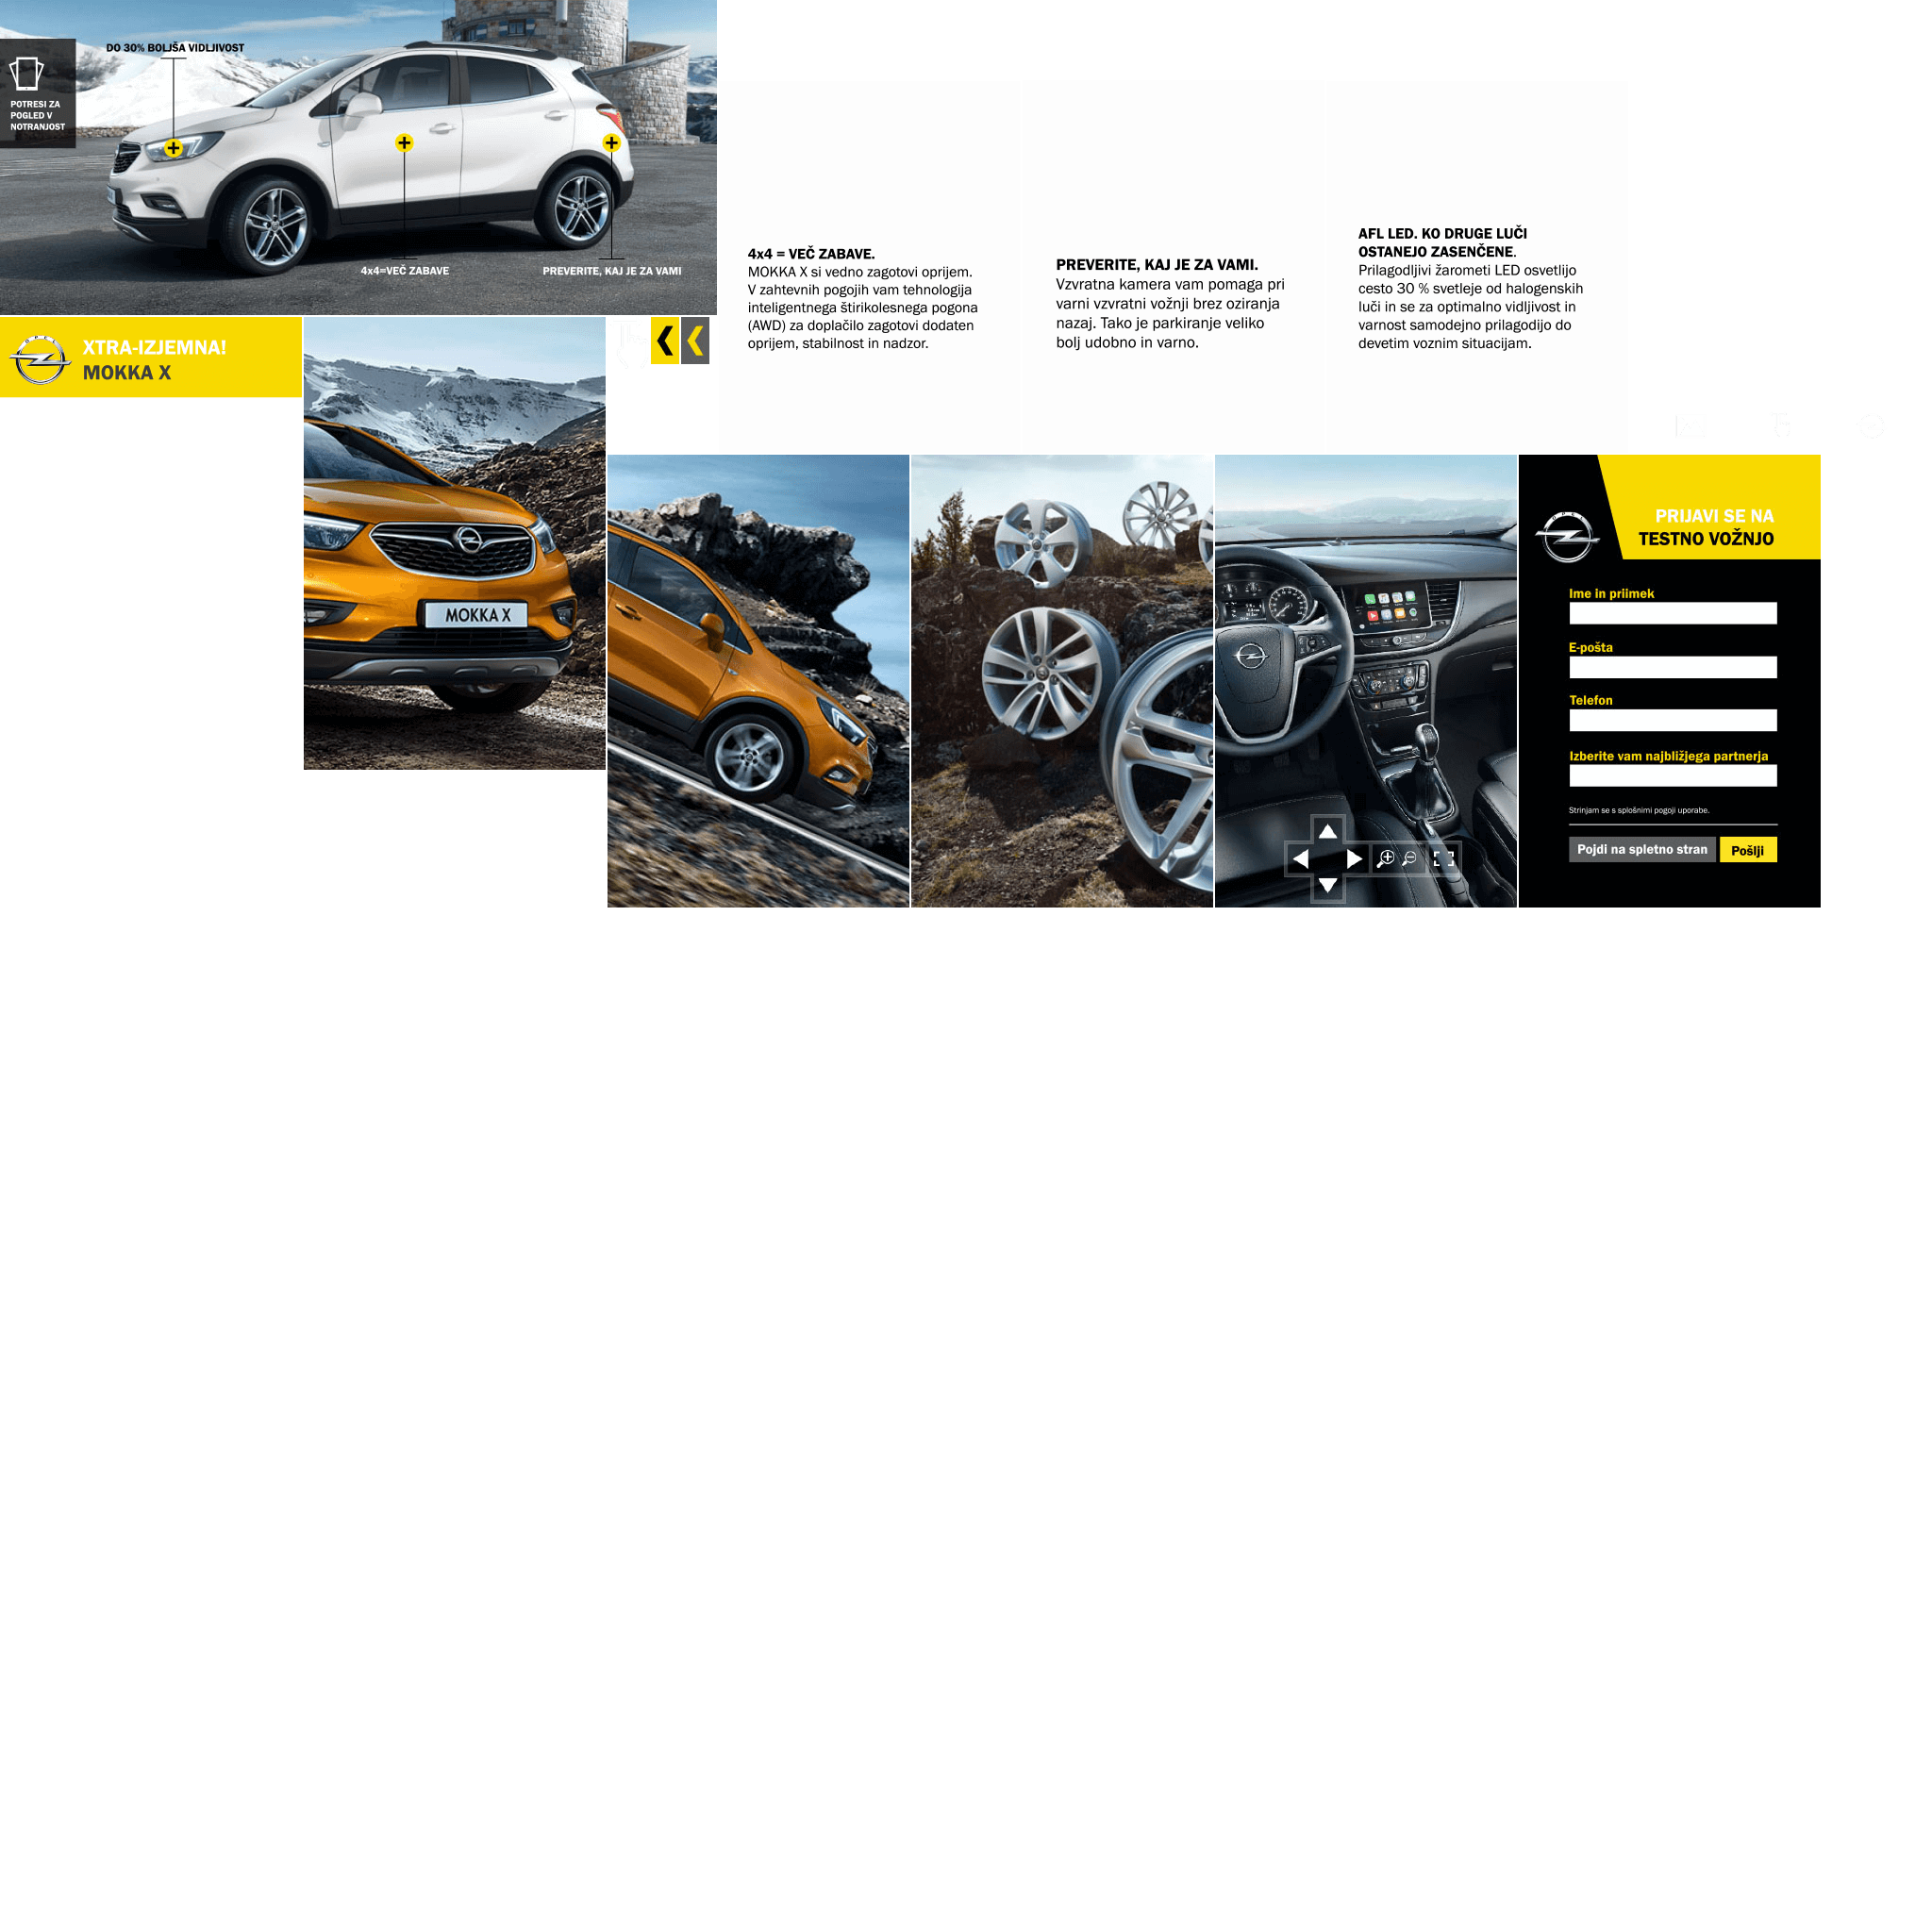 DO 30% BOLJŠA VIDLJIVOST
POTRESI ZA
POGLED V
NOTRANJOST
4x4=VEČ ZABAVE
PREVERITE, KAJ JE ZA VAMI
OPEL
XTRA-IZJEMNA!
MOKKA X
MOKKA X
4x4 = VEČ ZABAVE.
MOKKA X si vedno zagotovi oprijem.
V zahtevnih pogojih vam tehnologija
inteligentnega štirikolesnega pogona
(AWD) za doplačilo zagotovi dodaten
oprijem, stabilnost in nadzor.
PREVERITE, KAJ JE ZA VAMI.
Vzvratna kamera vam pomaga pri
varni vzvratni vožnji brez oziranja
nazaj. Tako je parkiranje veliko
bolj udobno in varno.
AFL LED. KO DRUGE LUČI
OSTANEJO ZASENČENE.
Prilagodljivi žarometi LED osvetlijo
cesto 30 % svetleje od halogenskih
luči in se za optimalno vidljivost in
varnost samodejno prilagodijo do
devetim voznim situacijam.
OPEL
PRIJAVI SE NA
TESTNO VOŽNJO
Ime in priimek
E-pošta
Telefon
Izberite vam najbližjega partnerja
Strinjam se s splošnimi pogoji uporabe.
Pojdi na spletno stran
Pošlji